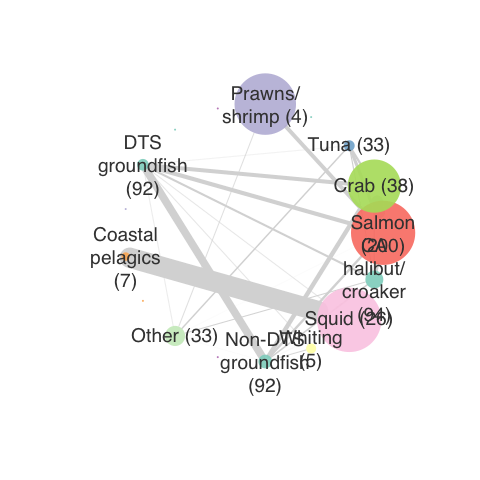 Prawns/
shrimp (4)
Tuna (33)
DTS
groundfish
(92)
Crab (38)
Salmon
Coastal
pelagics
(7)
halibut/
croaker
(94)
Squid (26)
Other (33)
Non-DTS
groundfish
(92)
Whiting
(5)